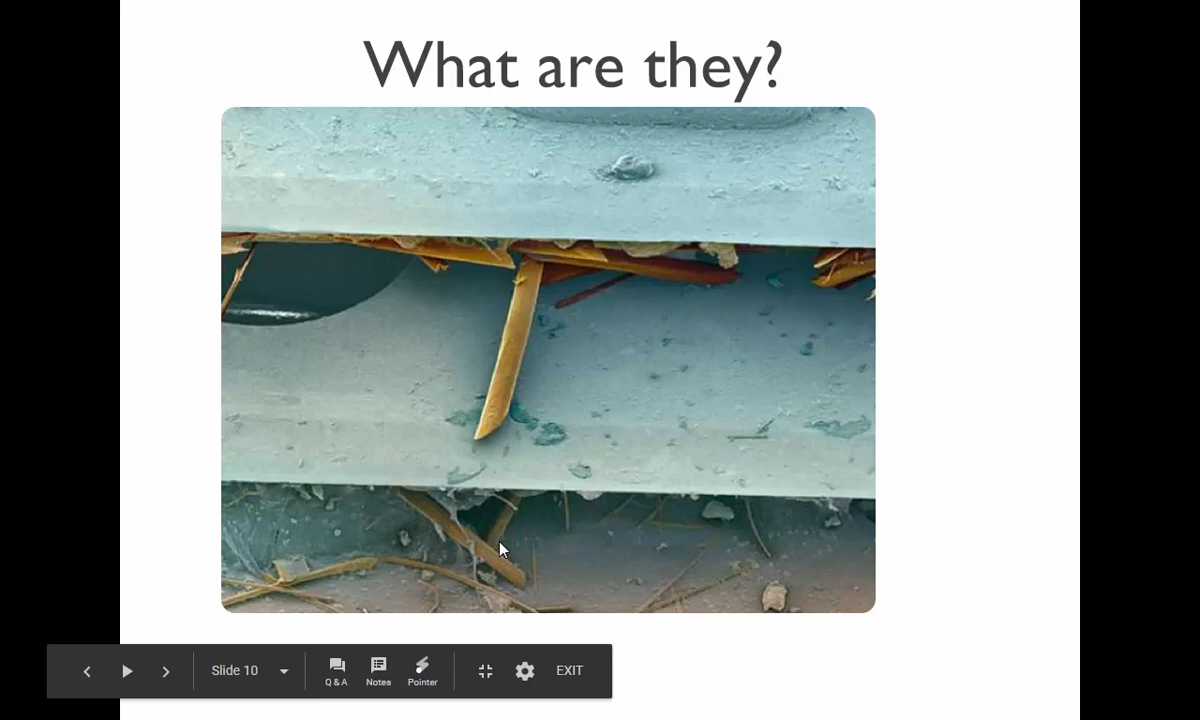 What are they?
Slide 10
Q & A
Notes
Pointer
EXIT